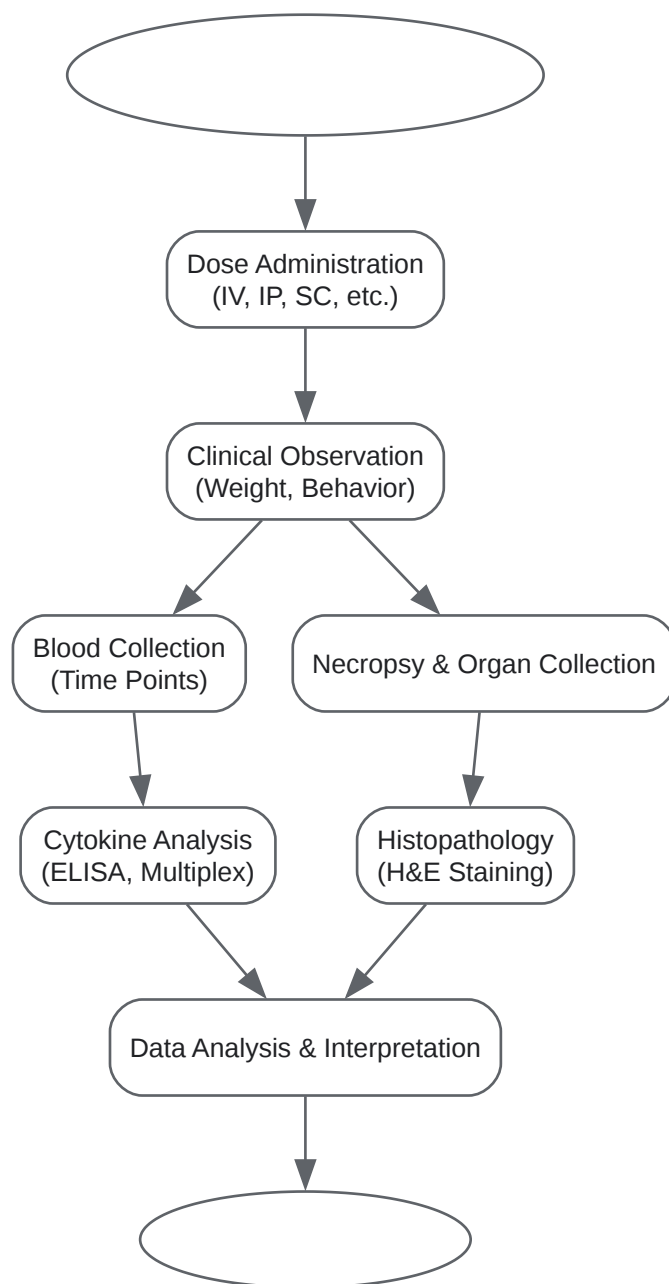 Dose Administration
(IV, IP, SC, etc.)
Clinical Observation
(Weight, Behavior)
Blood Collection
(Time Points)
Necropsy & Organ Collection
Cytokine Analysis
(ELISA, Multiplex)
Histopathology
(H&E Staining)
Data Analysis & Interpretation